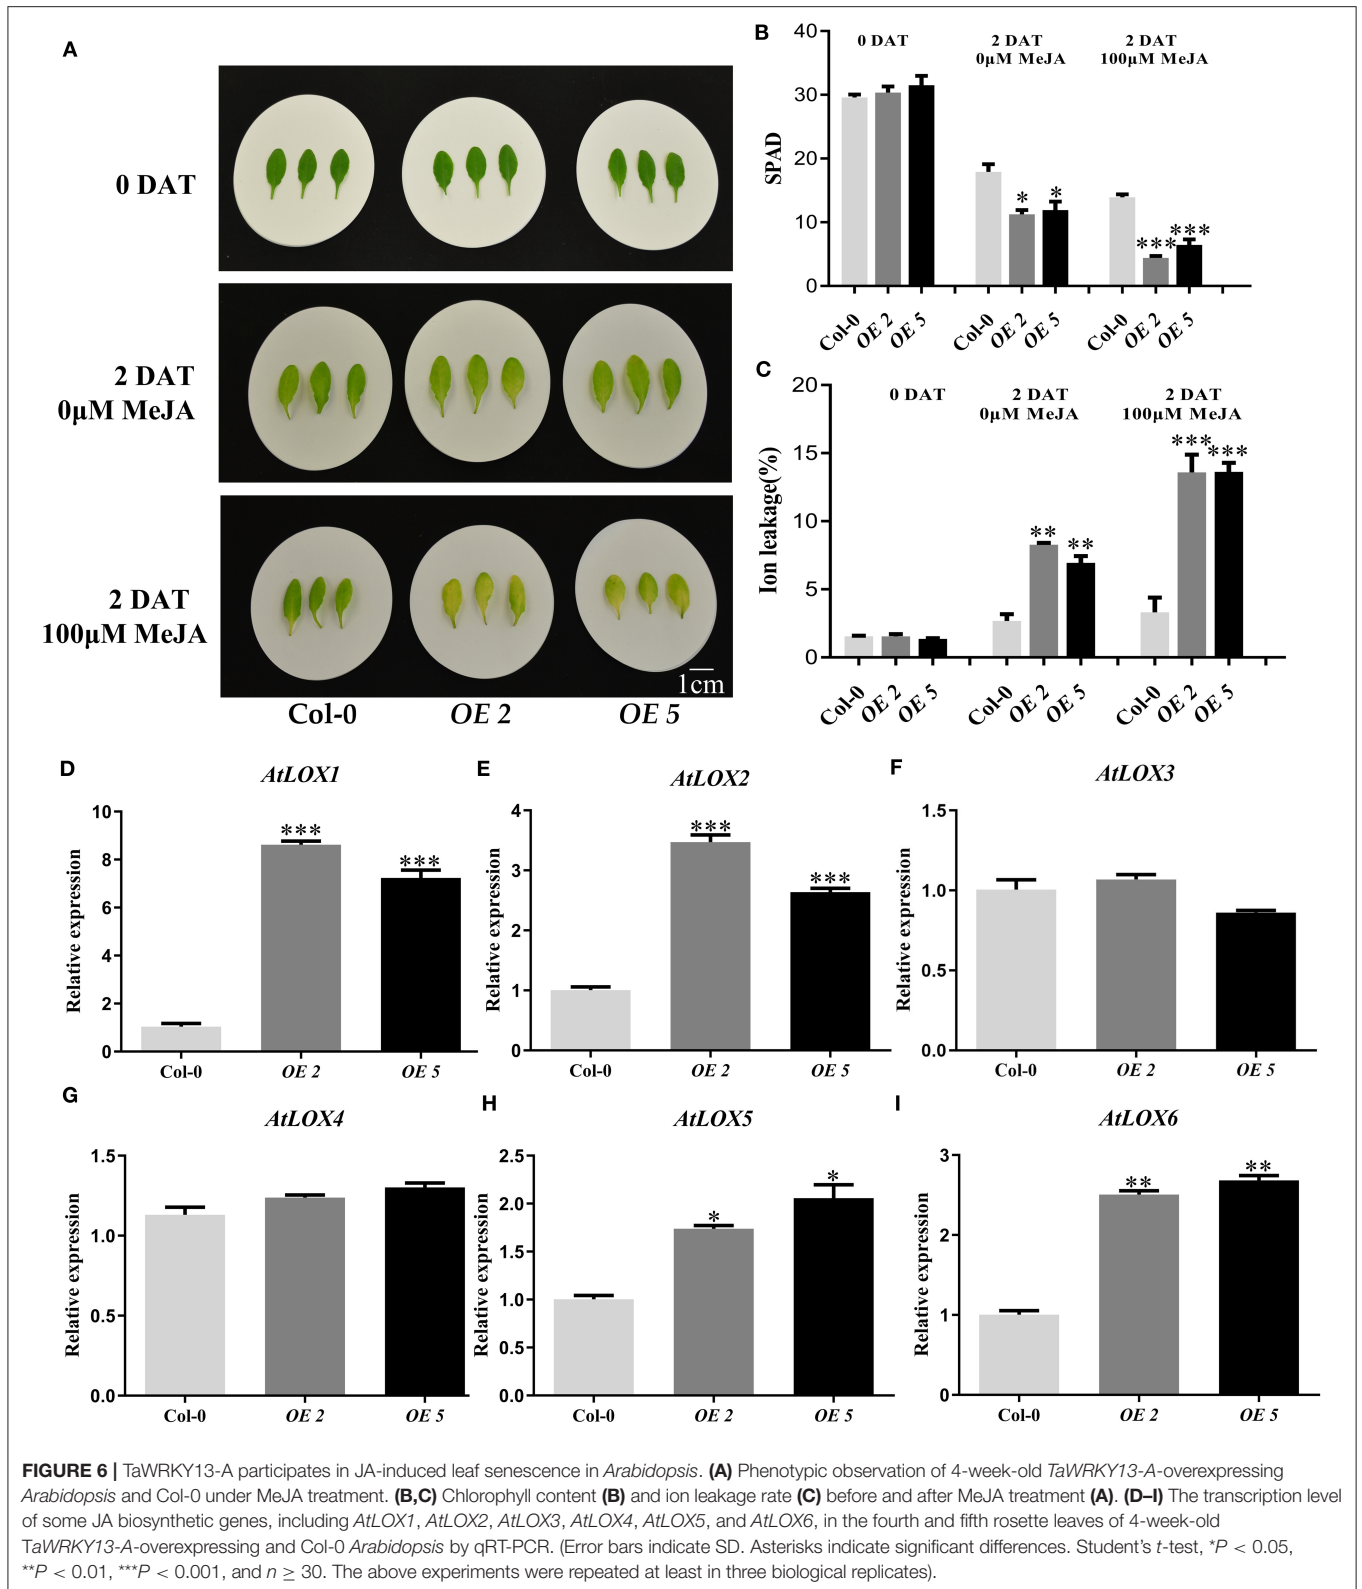 A
0 DAT
2 DAT
0μM MeJA
2 DAT
100μM MeJA
1cm
Col-0 OE 2 OE 5
B
40
30
20
10
0
SPAD
0 DAT
2 DAT
0μM MeJA
2 DAT
100μM MeJA
* * *** ***
Col-0 OE 2 OE 5 Col-0 OE 2 OE 5 Col-0 OE 2 OE 5
C
20
15
10
5
0
Ion leakage(%)
0 DAT
2 DAT
0μM MeJA
2 DAT
100μM MeJA
** ** *** ***
Col-0 OE 2 OE 5 Col-0 OE 2 OE 5 Col-0 OE 2 OE 5
D
AtLOX1
10
8
6
4
2
0
Relative expression
*** ***
Col-0 OE 2 OE 5
E
AtLOX2
4
3
2
1
0
Relative expression
*** ***
Col-0 OE 2 OE 5
F
AtLOX3
1.5
1.0
0.5
0.0
Relative expression
Col-0 OE 2 OE 5
G
AtLOX4
1.5
1.0
0.5
0.0
Relative expression
Col-0 OE 2 OE 5
H
AtLOX5
2.5
2.0
1.5
1.0
0.5
0.0
Relative expression
* *
Col-0 OE 2 OE 5
I
AtLOX6
3
2
1
0
Relative expression
** **
Col-0 OE 2 OE 5
FIGURE 6 | TaWRKY13-A participates in JA-induced leaf senescence in Arabidopsis. (A) Phenotypic observation of 4-week-old TaWRKY13-A-overexpressing
Arabidopsis and Col-0 under MeJA treatment. (B,C) Chlorophyll content (B) and ion leakage rate (C) before and after MeJA treatment (A). (D–I) The transcription level
of some JA biosynthetic genes, including AtLOX1, AtLOX2, AtLOX3, AtLOX4, AtLOX5, and AtLOX6, in the fourth and fifth rosette leaves of 4-week-old
TaWRKY13-A-overexpressing and Col-0 Arabidopsis by qRT-PCR. (Error bars indicate SD. Asterisks indicate significant differences. Student's t-test, *P < 0.05,
**P < 0.01, ***P < 0.001, and n ≥ 30. The above experiments were repeated at least in three biological replicates).